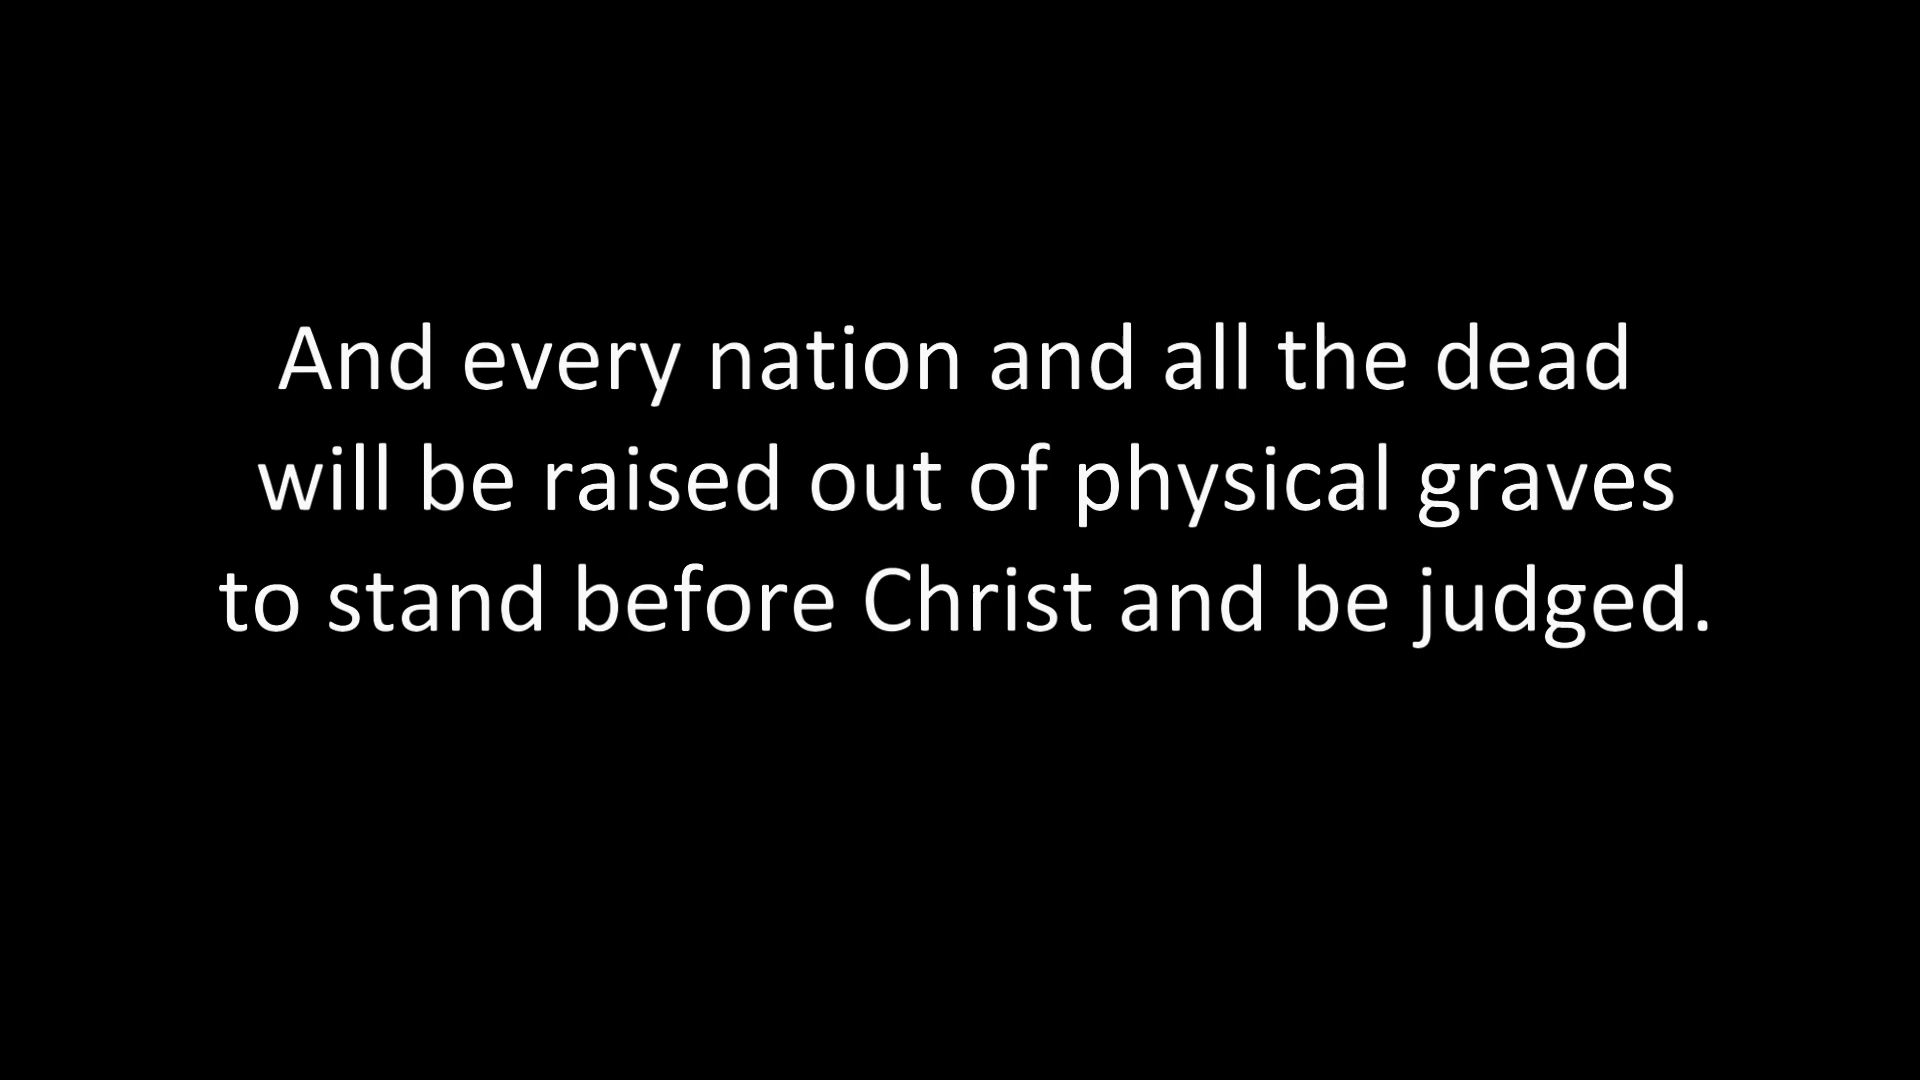 And every nation and all the dead
will be raised out of physical graves
to stand before Christ and be judged.